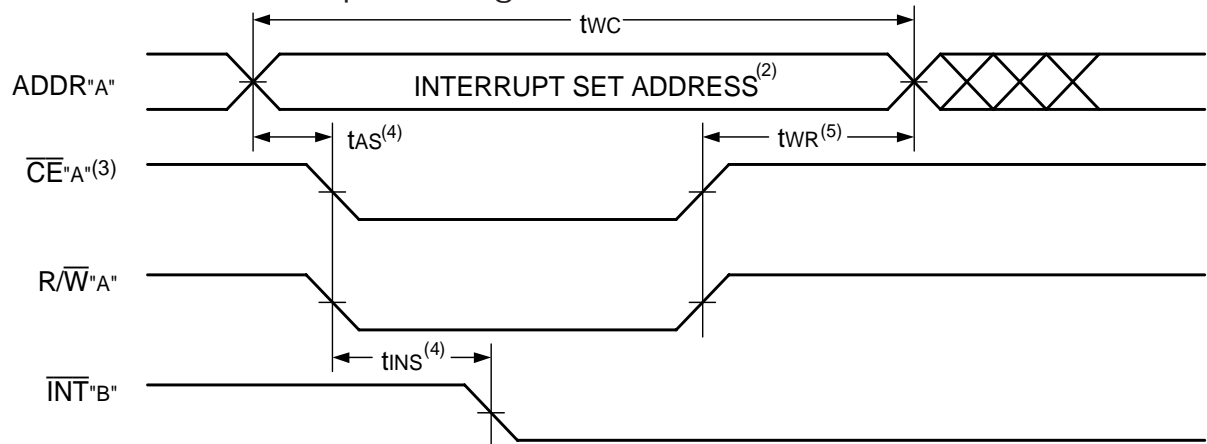 tWC
ADDR"A"
INTERRUPT SET ADDRESS(2)
tAS(4)
tWR(5)
CE"A"(3)
R/W"A"
tINS(4)
INT"B"